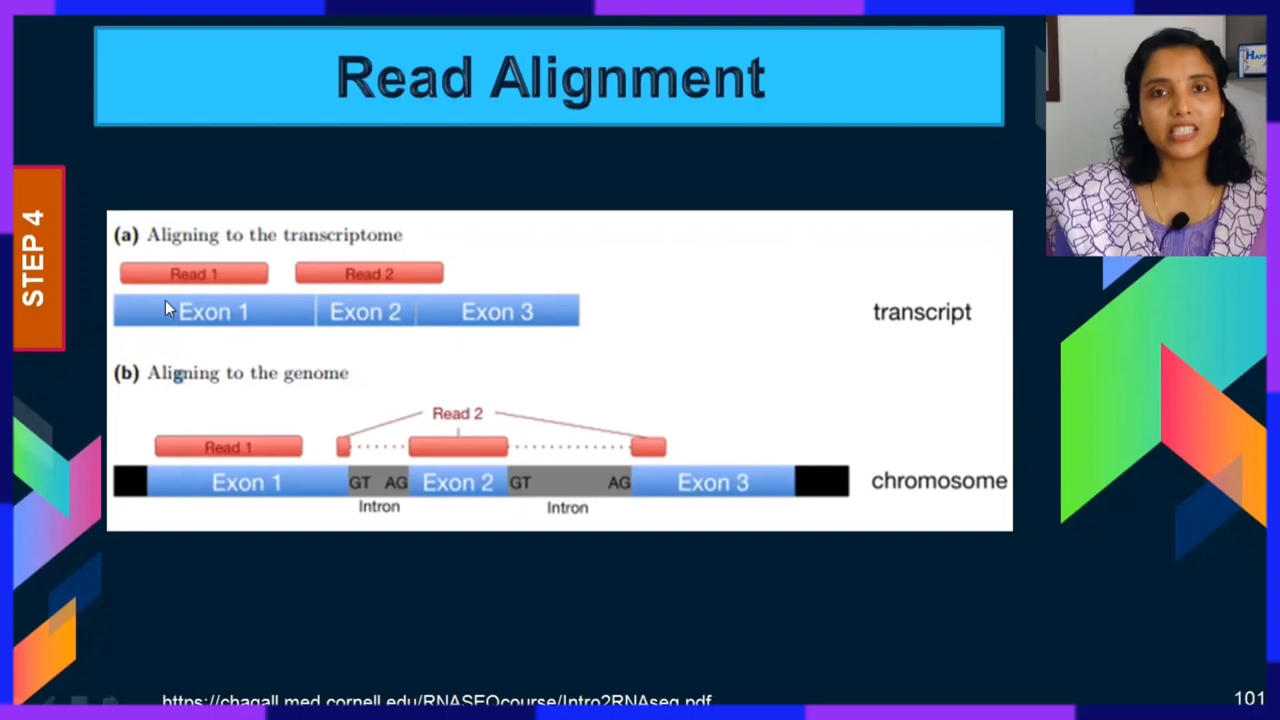 Read Alignment
STEP 4
(a) Aligning to the transcriptome
Read 1 Read 2
Exon 1 Exon 2 Exon 3 transcript
(b) Aligning to the genome
Read 2
Read 1
Exon 1 GT AG Exon 2 GT AG Exon 3 chromosome
Intron Intron
https://chagall.med.cornell.edu/RNASEQcourse/Intro2RNAseq.pdf
101